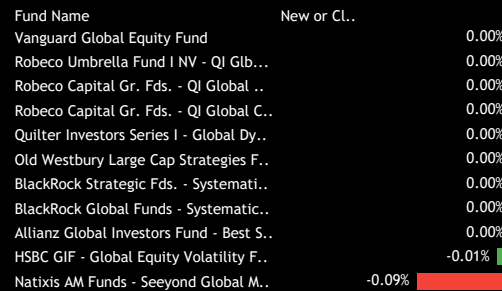 Fund Name New or Cl..
Vanguard Global Equity Fund 0.00%
Robeco Umbrella Fund I NV - QI Glb... 0.00%
Robeco Capital Gr. Fds. - QI Global .. 0.00%
Robeco Capital Gr. Fds. - QI Global C.. 0.00%
Quilter Investors Series I - Global Dy.. 0.00%
Old Westbury Large Cap Strategies F.. 0.00%
BlackRock Strategic Fds. - Systemati.. 0.00%
BlackRock Global Funds - Systematic.. 0.00%
Allianz Global Investors Fund - Best S.. 0.00%
HSBC GIF - Global Equity Volatility F.. -0.01%
Natixis AM Funds - Seeyond Global M.. -0.09%